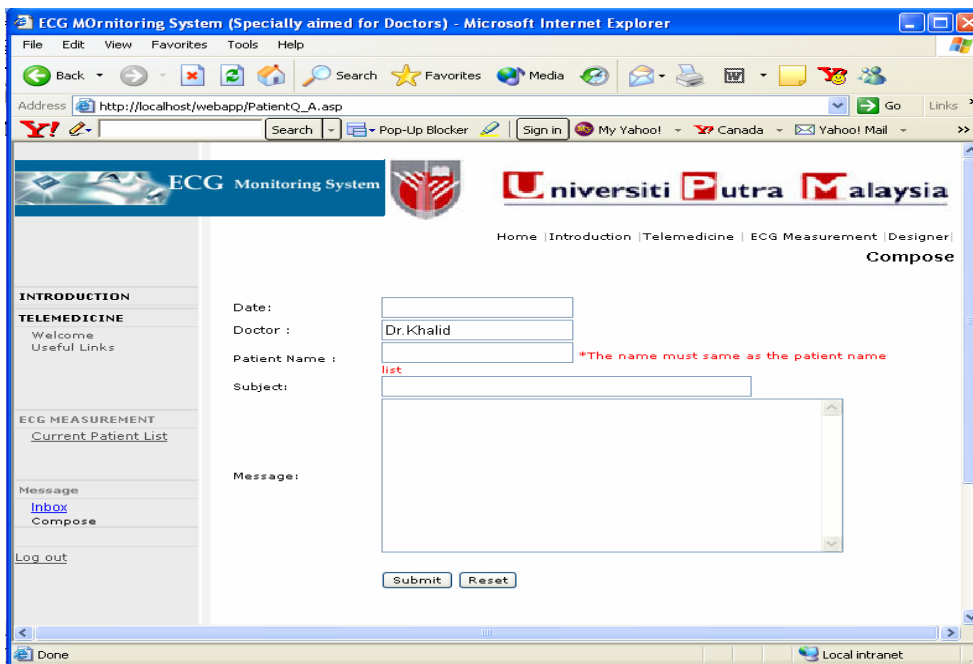 ECG MOrnitoring System (Specially aimed for Doctors) - Microsoft Internet Explorer
File Edit View Favorites Tools Help
Back Search Favorites Media
Address http://localhost/webapp/PatientQ_A.asp Go Links
Y! Search Pop-Up Blocker Sign in My Yahoo! Y? Canada Yahoo! Mail
ECG Monitoring System
Universiti Putra Malaysia
Home |Introduction |Telemedicine | ECG Measurement |Designer|
Compose
INTRODUCTION
TELEMEDICINE
Welcome
Useful Links
ECG MEASUREMENT
Current Patient List
Message
Inbox
Compose
Log out
Date:
Doctor : Dr.Khalid
Patient Name : *The name must same as the patient name
list
Subject:
Message:
Submit Reset
Done Local intranet